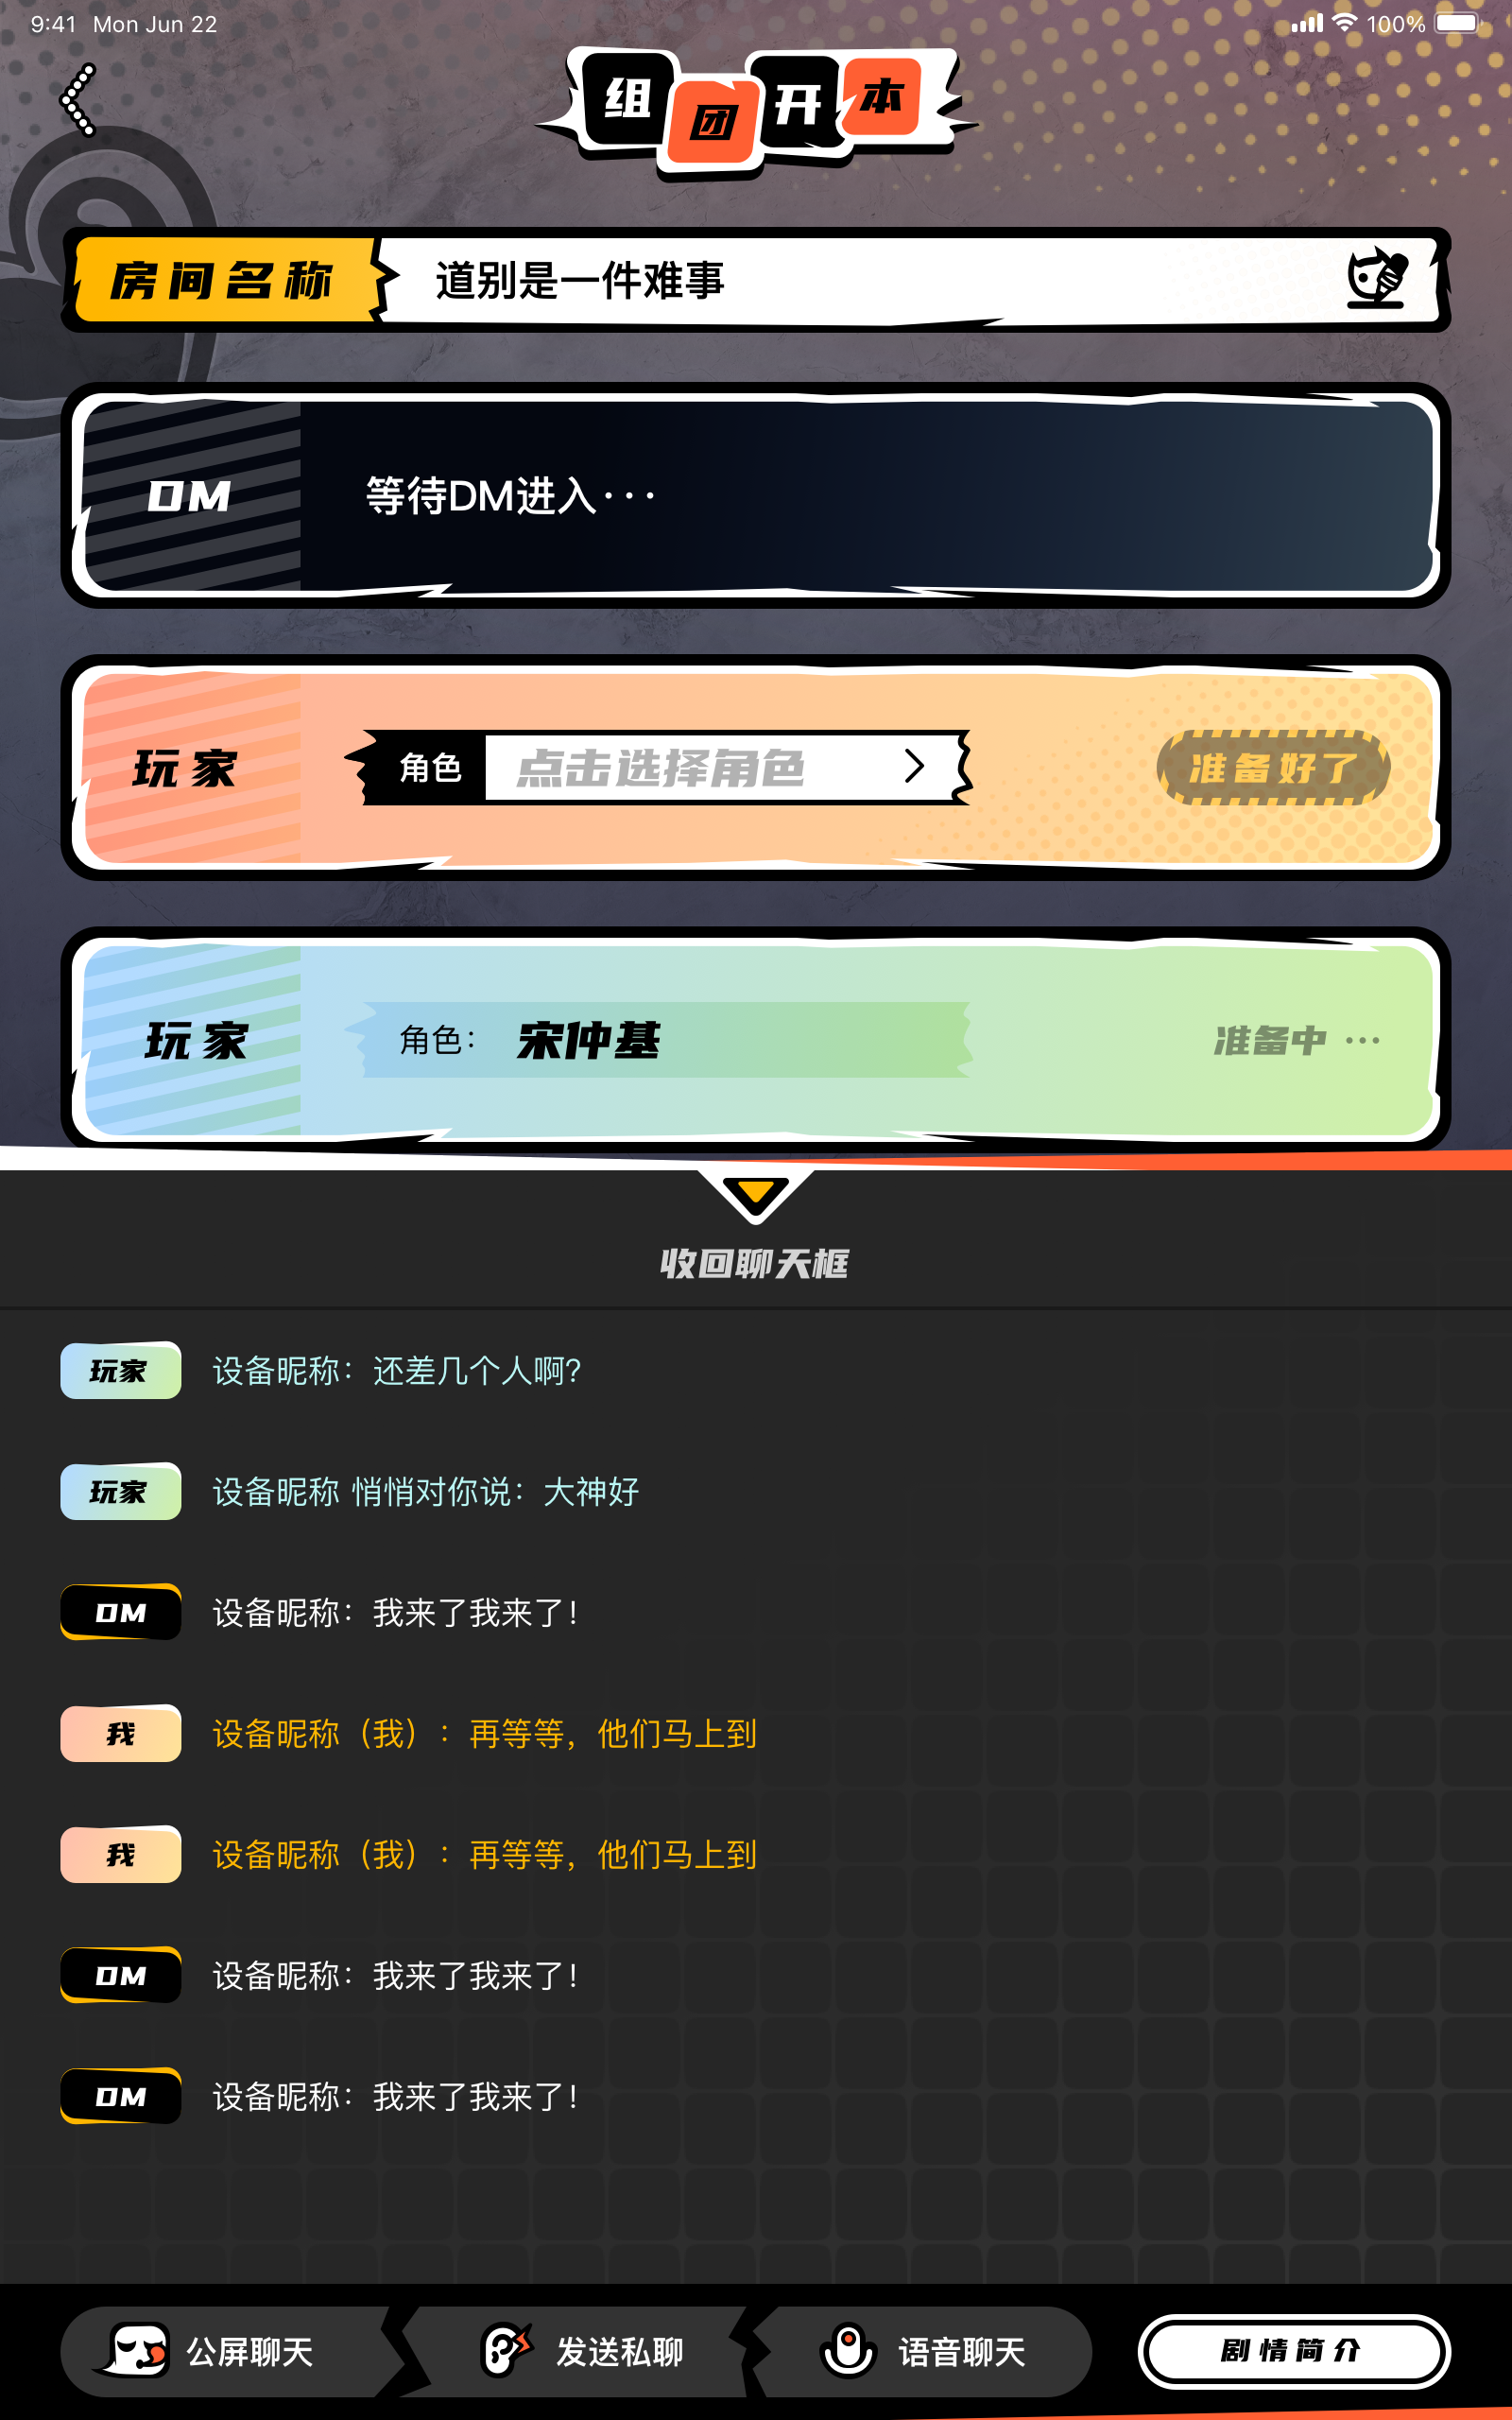 9:41 Mon Jun 22 100%
组团开本
房间名称 道别是一件难事
DM 等待DM进入···
玩家 角色 点击选择角色 准备好了
玩家 角色： 宋仲基 准备中 ···
收回聊天框
玩家 设备昵称：还差几个人啊？
玩家 设备昵称 悄悄对你说：大神好
DM 设备昵称：我来了我来了！
我 设备昵称（我）：再等等，他们马上到
我 设备昵称（我）：再等等，他们马上到
DM 设备昵称：我来了我来了！
DM 设备昵称：我来了我来了！
公屏聊天 发送私聊 语音聊天 剧情简介